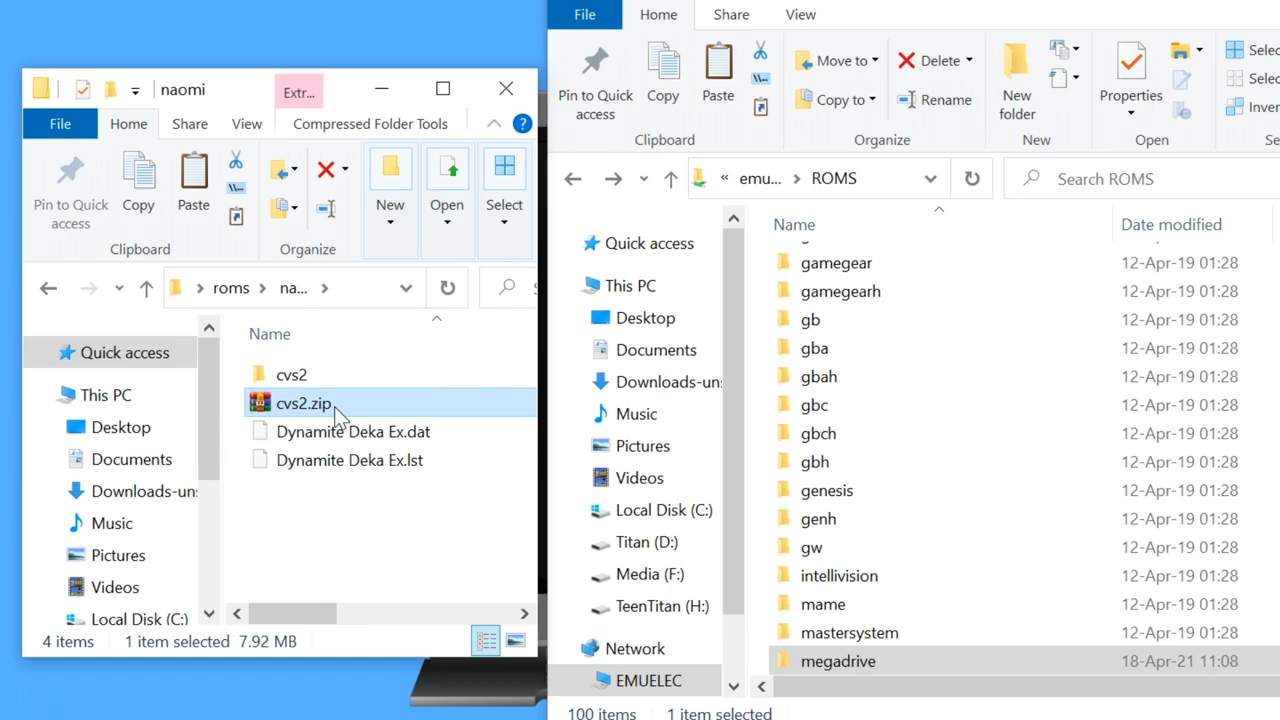 naomi
Extr...
File
Home
Share
View
Compressed Folder Tools
Pin to Quick access
Copy
Paste
New
Open
Select
Clipboard
Organize
roms
na...
Quick access
This PC
Desktop
Documents
Downloads-un
Music
Pictures
Videos
Local Disk (C:)
Name
cvs2
cvs2.zip
Dynamite Deka Ex.dat
Dynamite Deka Ex.lst
4 items
1 item selected 7.92 MB
File
Home
Share
View
Pin to Quick access
Copy
Paste
Move to
Copy to
Delete
Rename
New folder
Properties
Selec
Selec
Inver
Clipboard
Organize
New
Open
Se
« emu...
ROMS
Search ROMS
Quick access
This PC
Desktop
Documents
Downloads-un
Music
Pictures
Videos
Local Disk (C:)
Titan (D:)
Media (F:)
TeenTitan (H:)
Network
EMUELEC
Name
Date modified
gamegear 12-Apr-19 01:28
gamegearh 12-Apr-19 01:28
gb 12-Apr-19 01:28
gba 12-Apr-19 01:28
gbah 12-Apr-19 01:28
gbc 12-Apr-19 01:28
gbch 12-Apr-19 01:28
gbh 12-Apr-19 01:28
genesis 12-Apr-19 01:28
genh 12-Apr-19 01:28
gw 12-Apr-19 01:28
intellivision 12-Apr-19 01:28
mame 12-Apr-19 01:28
mastersystem 12-Apr-19 01:28
megadrive 18-Apr-21 11:08
100 items
1 item selected